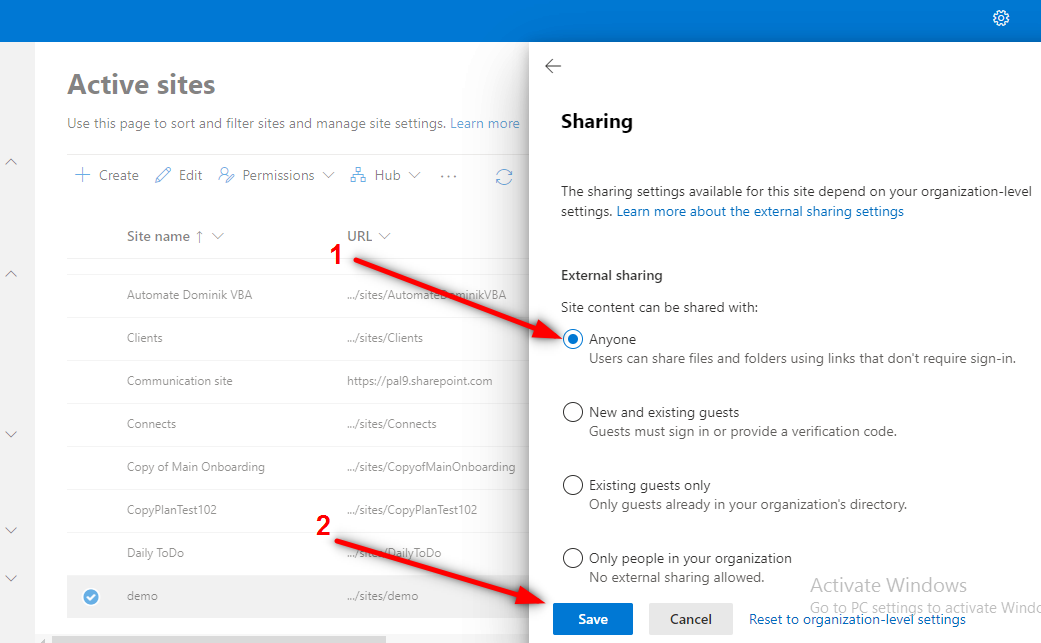 Active sites
Use this page to sort and filter sites and manage site settings. Learn more
Create Edit Permissions Hub ...
Site name ↑ URL
1
Automate Dominik VBA .../sites/AutomateDominikVBA
Clients .../sites/Clients
Communication site https://pal9.sharepoint.com
Connects .../sites/Connects
Copy of Main Onboarding .../sites/CopyofMainOnboarding
CopyPlanTest102 .../sites/CopyPlanTest102
2
Daily ToDo .../sites/DailyToDo
demo .../sites/demo
Sharing
The sharing settings available for this site depend on your organization-level
settings. Learn more about the external sharing settings
External sharing
Site content can be shared with:
Anyone
Users can share files and folders using links that don't require sign-in.
New and existing guests
Guests must sign in or provide a verification code.
Existing guests only
Only guests already in your organization's directory.
Only people in your organization
No external sharing allowed.
Save Cancel Reset to organization-level settings
Activate Windows
Go to PC settings to activate Windo